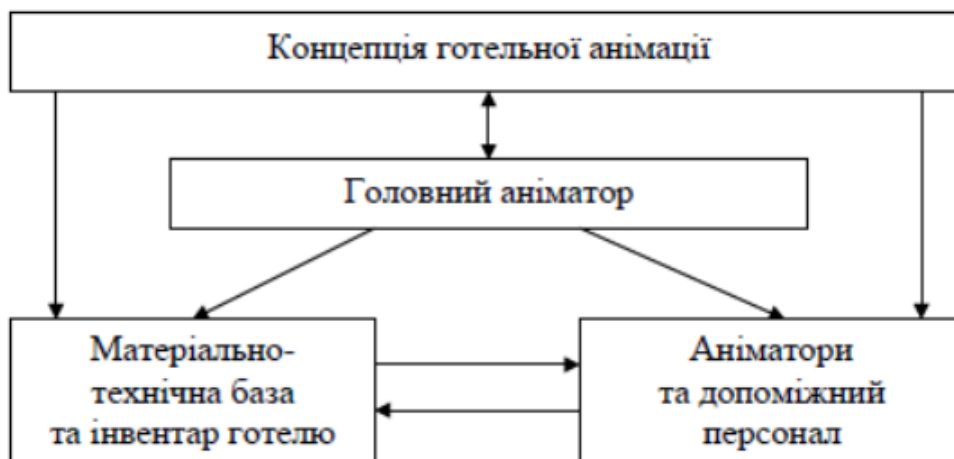 Концепція готельної анімації
Головний аніматор
Матеріально-
технічна база
та інвентар готелю
Аніматори
та допоміжний
персонал